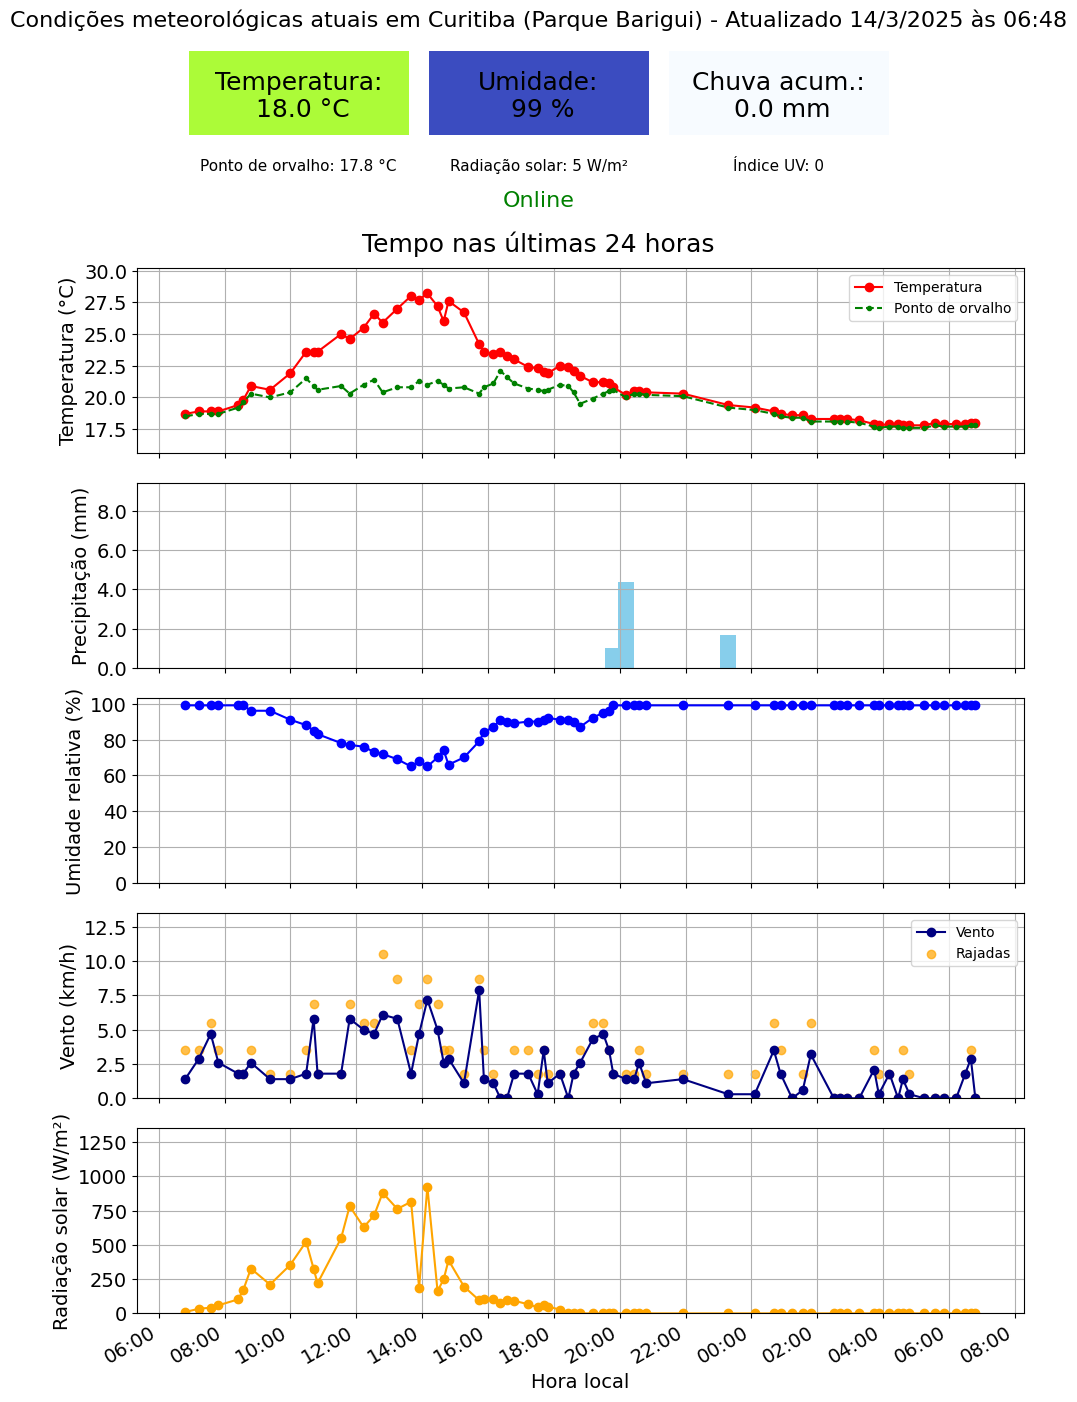 Condições meteorológicas atuais em Curitiba (Parque Barigui) - Atualizado 14/3/2025 às 06:48
Temperatura:
18.0 °C
Umidade:
99 %
Chuva acum.:
0.0 mm
Ponto de orvalho: 17.8 °C
Radiação solar: 5 W/m²
Índice UV: 0
Online
Tempo nas últimas 24 horas
Temperatura (°C)
30.0
27.5
25.0
22.5
20.0
17.5
Temperatura
Ponto de orvalho
Precipitação (mm)
8.0
6.0
4.0
2.0
0.0
Umidade relativa (%)
100
80
60
40
20
0
Vento (km/h)
12.5
10.0
7.5
5.0
2.5
0.0
Vento
Rajadas
Radiação solar (W/m²)
1250
1000
750
500
250
0
06:00
08:00
10:00
12:00
14:00
16:00
18:00
20:00
22:00
00:00
02:00
04:00
06:00
08:00
Hora local